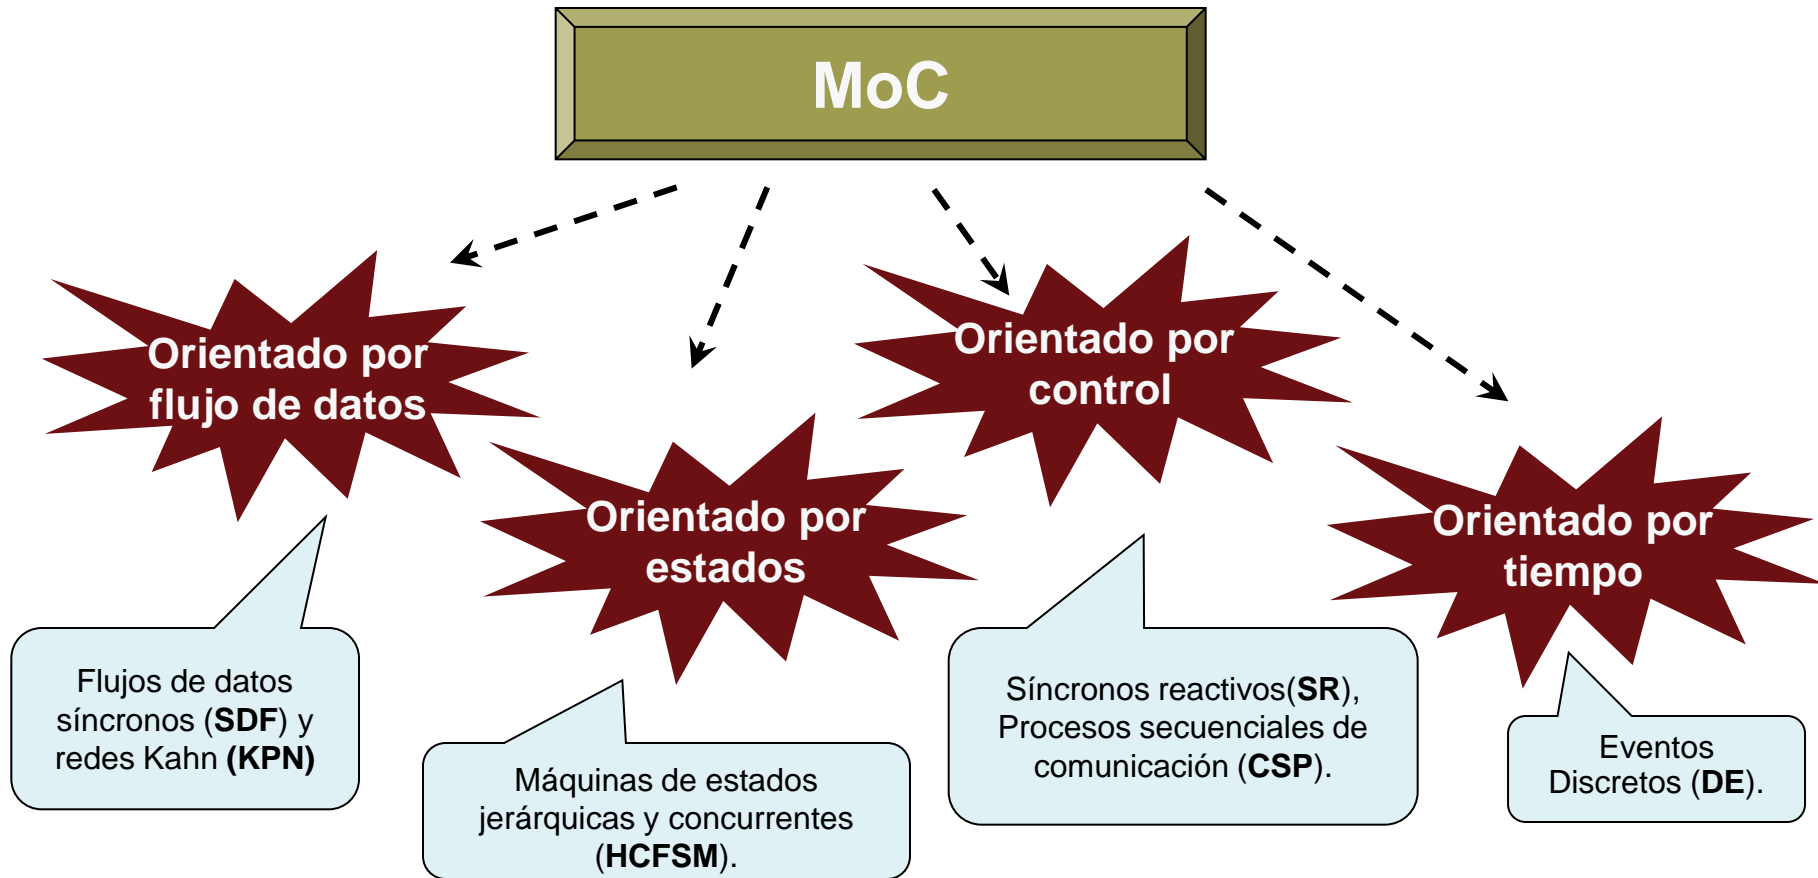 MoC
Orientado por
flujo de datos
Orientado por
estados
Orientado por
control
Orientado por
tiempo
Flujos de datos
síncronos (SDF) y
redes Kahn (KPN)
Máquinas de estados
jerárquicas y concurrentes
(HCFSM).
Síncronos reactivos(SR),
Procesos secuenciales de
comunicación (CSP).
Eventos
Discretos (DE).